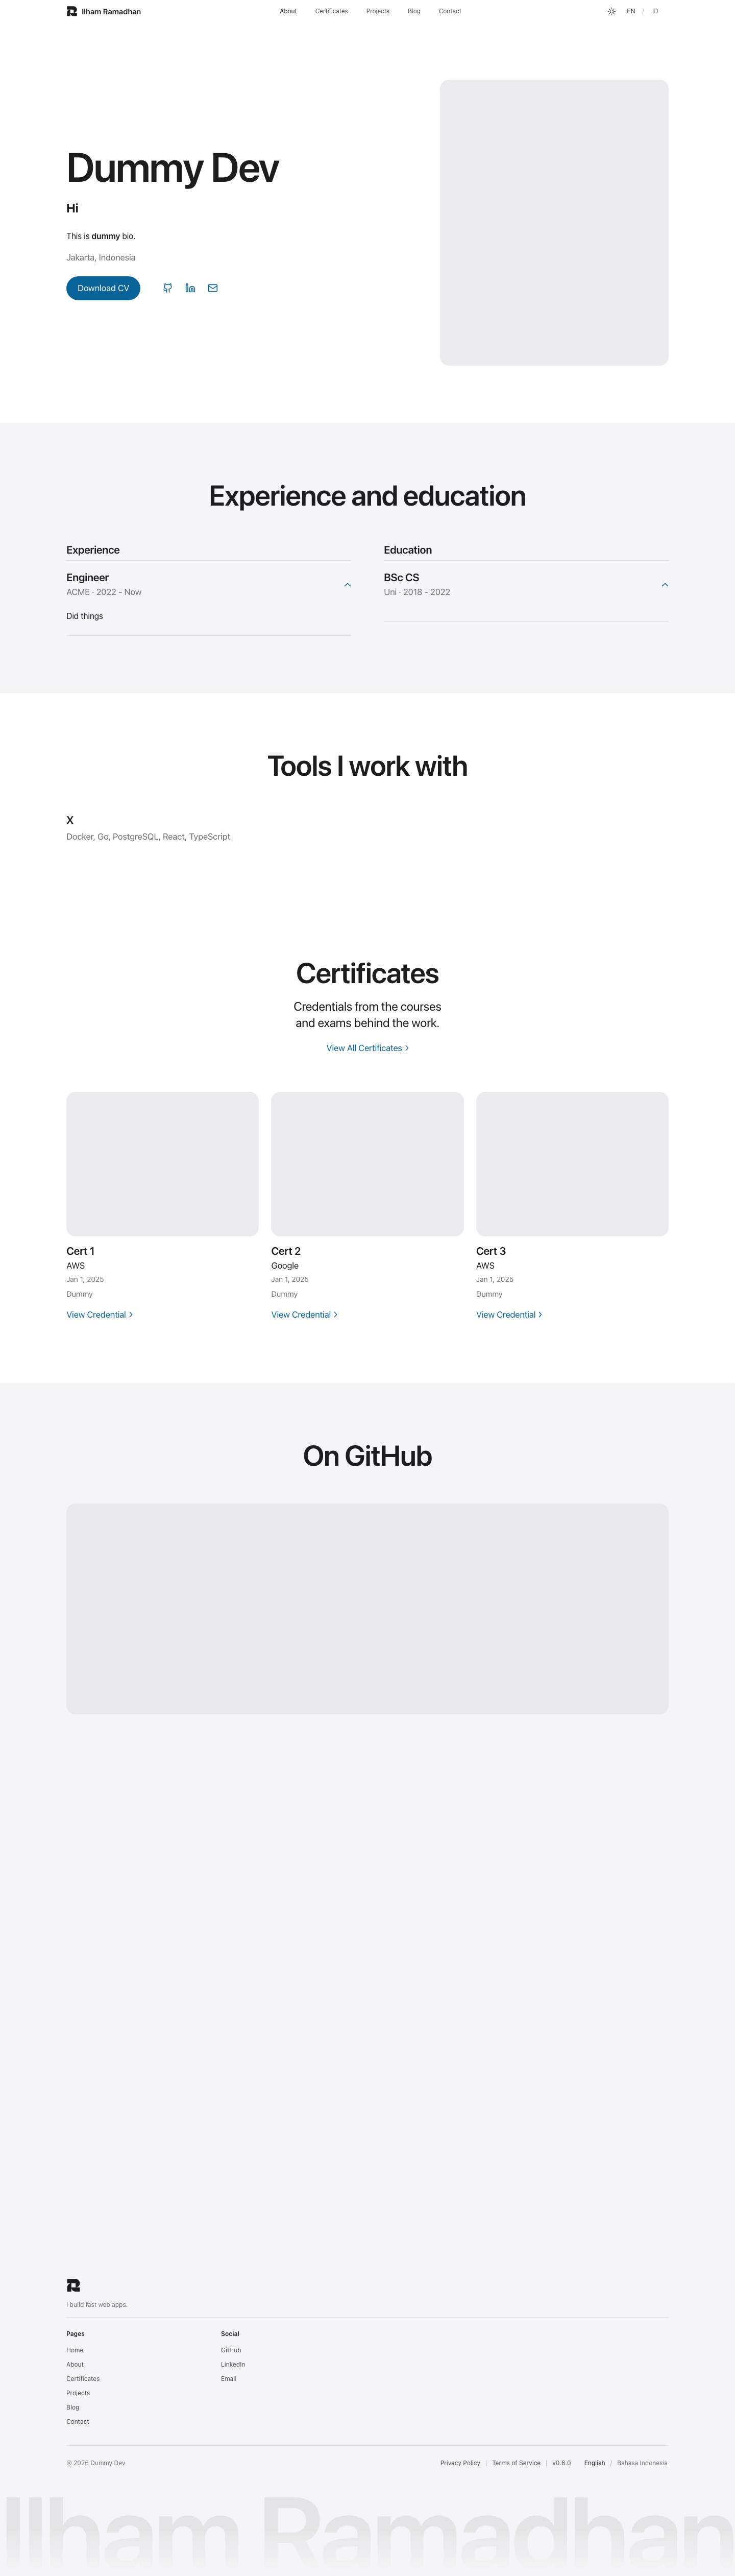 Ilham Ramadhan
About Certificates Projects Blog Contact
EN / ID
Dummy Dev
Hi
This is dummy bio.
Jakarta, Indonesia
Download CV
Experience and education
Experience
Engineer
ACME · 2022 - Now
Did things
Education
BSc CS
Uni · 2018 - 2022
Tools I work with
X
Docker, Go, PostgreSQL, React, TypeScript
Certificates
Credentials from the courses
and exams behind the work.
View All Certificates
Cert 1
AWS
Jan 1, 2025
Dummy
View Credential
Cert 2
Google
Jan 1, 2025
Dummy
View Credential
Cert 3
AWS
Jan 1, 2025
Dummy
View Credential
On GitHub
I build fast web apps.
Pages
Home
About
Certificates
Projects
Blog
Contact
Social
GitHub
LinkedIn
Email
© 2026 Dummy Dev
Privacy Policy | Terms of Service | v0.6.0 English / Bahasa Indonesia
Ilham Ramadhan